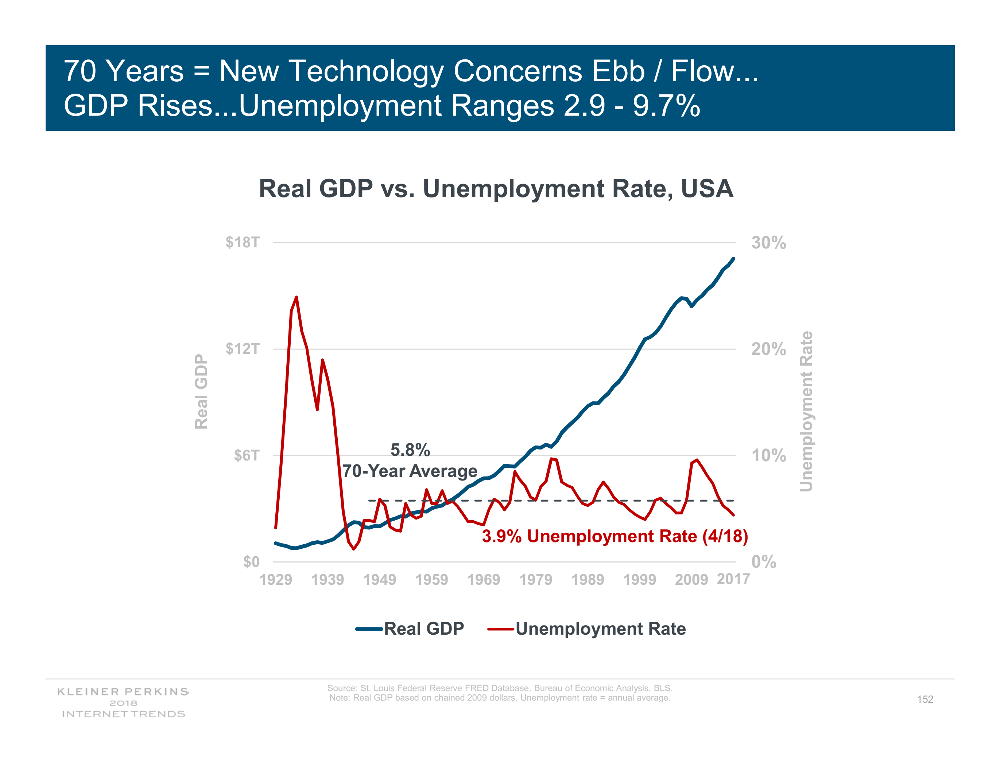 70 Years = New Technology Concerns Ebb / Flow...
GDP Rises...Unemployment Ranges 2.9 - 9.7%
Real GDP vs. Unemployment Rate, USA
$18T
$12T
$6T
$0
Real GDP
30%
20%
10%
0%
Unemployment Rate
5.8%
70-Year Average
3.9% Unemployment Rate (4/18)
1929 1939 1949 1959 1969 1979 1989 1999 2009 2017
Real GDP Unemployment Rate
KLEINER PERKINS
2018
INTERNET TRENDS
Source: St. Louis Federal Reserve FRED Database, Bureau of Economic Analysis, BLS.
Note: Real GDP based on chained 2009 dollars. Unemployment rate = annual average.
152